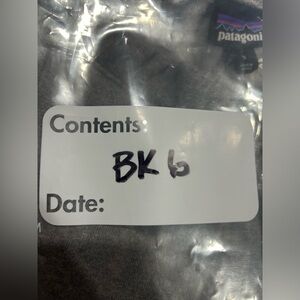 patagoni
Contents:
BK 6
Date: